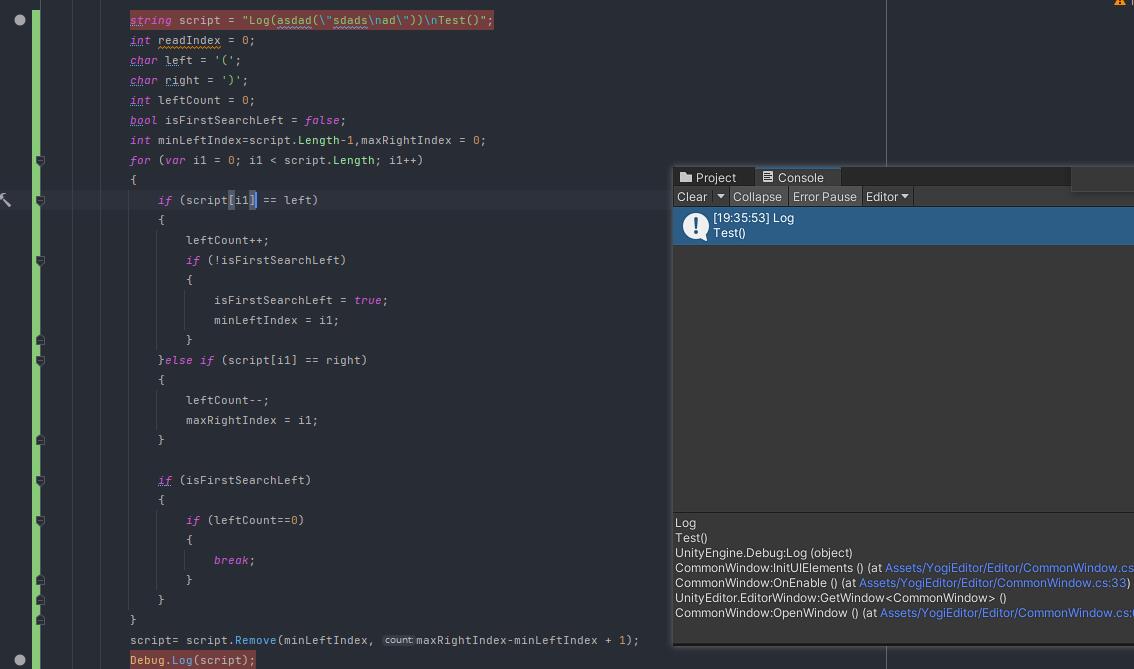 string script = "Log(asdad(\"sdads\nad\"))\nTest()";
int readIndex = 0;
char left = '(';
char right = ')';
int leftCount = 0;
bool isFirstSearchLeft = false;
int minLeftIndex=script.Length-1,maxRightIndex = 0;
for (var i1 = 0; i1 < script.Length; i1++)
{
if (script[i1] == left)
{
leftCount++;
if (!isFirstSearchLeft)
{
isFirstSearchLeft = true;
minLeftIndex = i1;
}
}else if (script[i1] == right)
{
leftCount--;
maxRightIndex = i1;
}
if (isFirstSearchLeft)
{
if (leftCount==0)
{
break;
}
}
}
script= script.Remove(minLeftIndex, count: maxRightIndex-minLeftIndex + 1);
Debug.Log(script);
Project
Console
Clear
Collapse
Error Pause
Editor
[19:35:53] Log
Test()
Log
Test()
UnityEngine.Debug:Log (object)
CommonWindow:InitUIElements () (at Assets/YogiEditor/Editor/CommonWindow.cs
CommonWindow:OnEnable () (at Assets/YogiEditor/Editor/CommonWindow.cs:33)
UnityEditor.EditorWindow:GetWindow<CommonWindow> ()
CommonWindow:OpenWindow () (at Assets/YogiEditor/Editor/CommonWindow.cs: